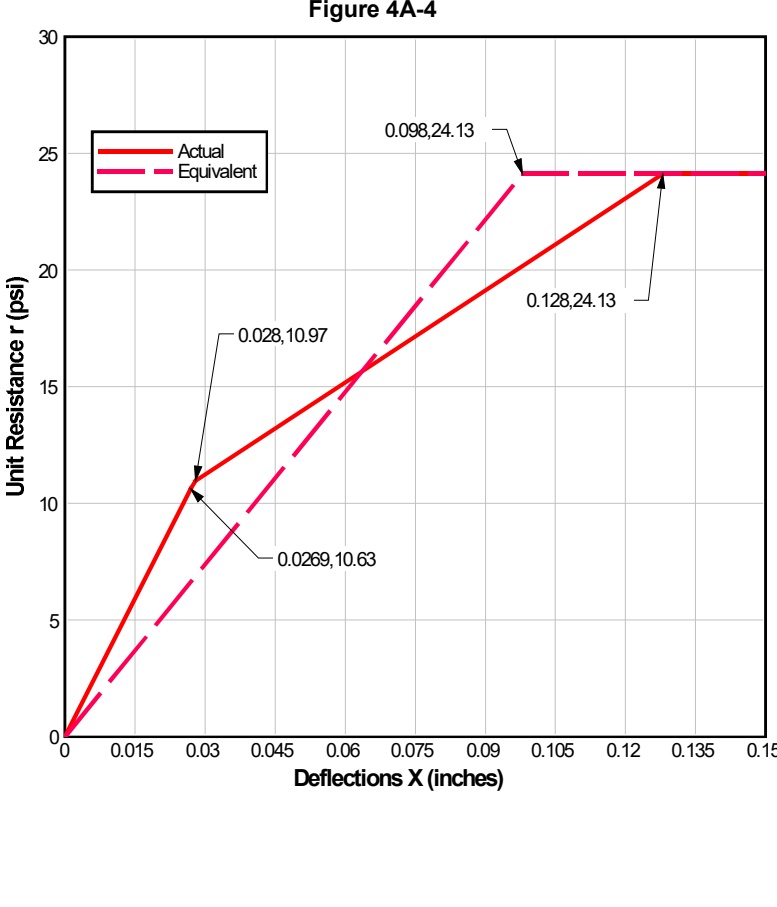 Figure 4A-4
30
25
20
15
10
5
0
Actual
Equivalent
0.098,24.13
0.128,24.13
0.028,10.97
0.0269,10.63
Unit Resistance r (psi)
0 0.015 0.03 0.045 0.06 0.075 0.09 0.105 0.12 0.135 0.15
Deflections X (inches)